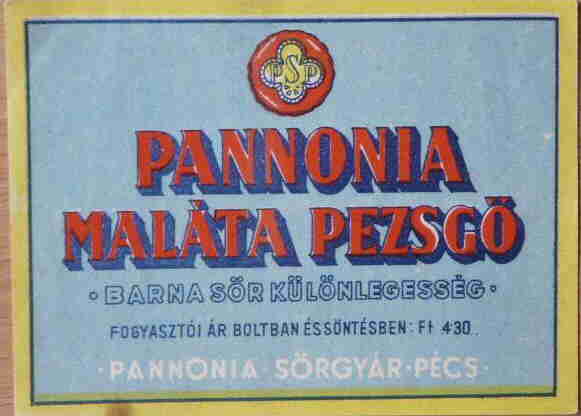 PSP
PANNONIA
MALÁTA PEZSGŐ
• BARNA SÖR KÜLÖNLEGESSÉG •
FOGYASZTÓI ÁR BOLTBAN ÉS SÖNTÉSBEN: Ft 4·30.
· PANNONIA SÖRGYÁR · PÉCS ·